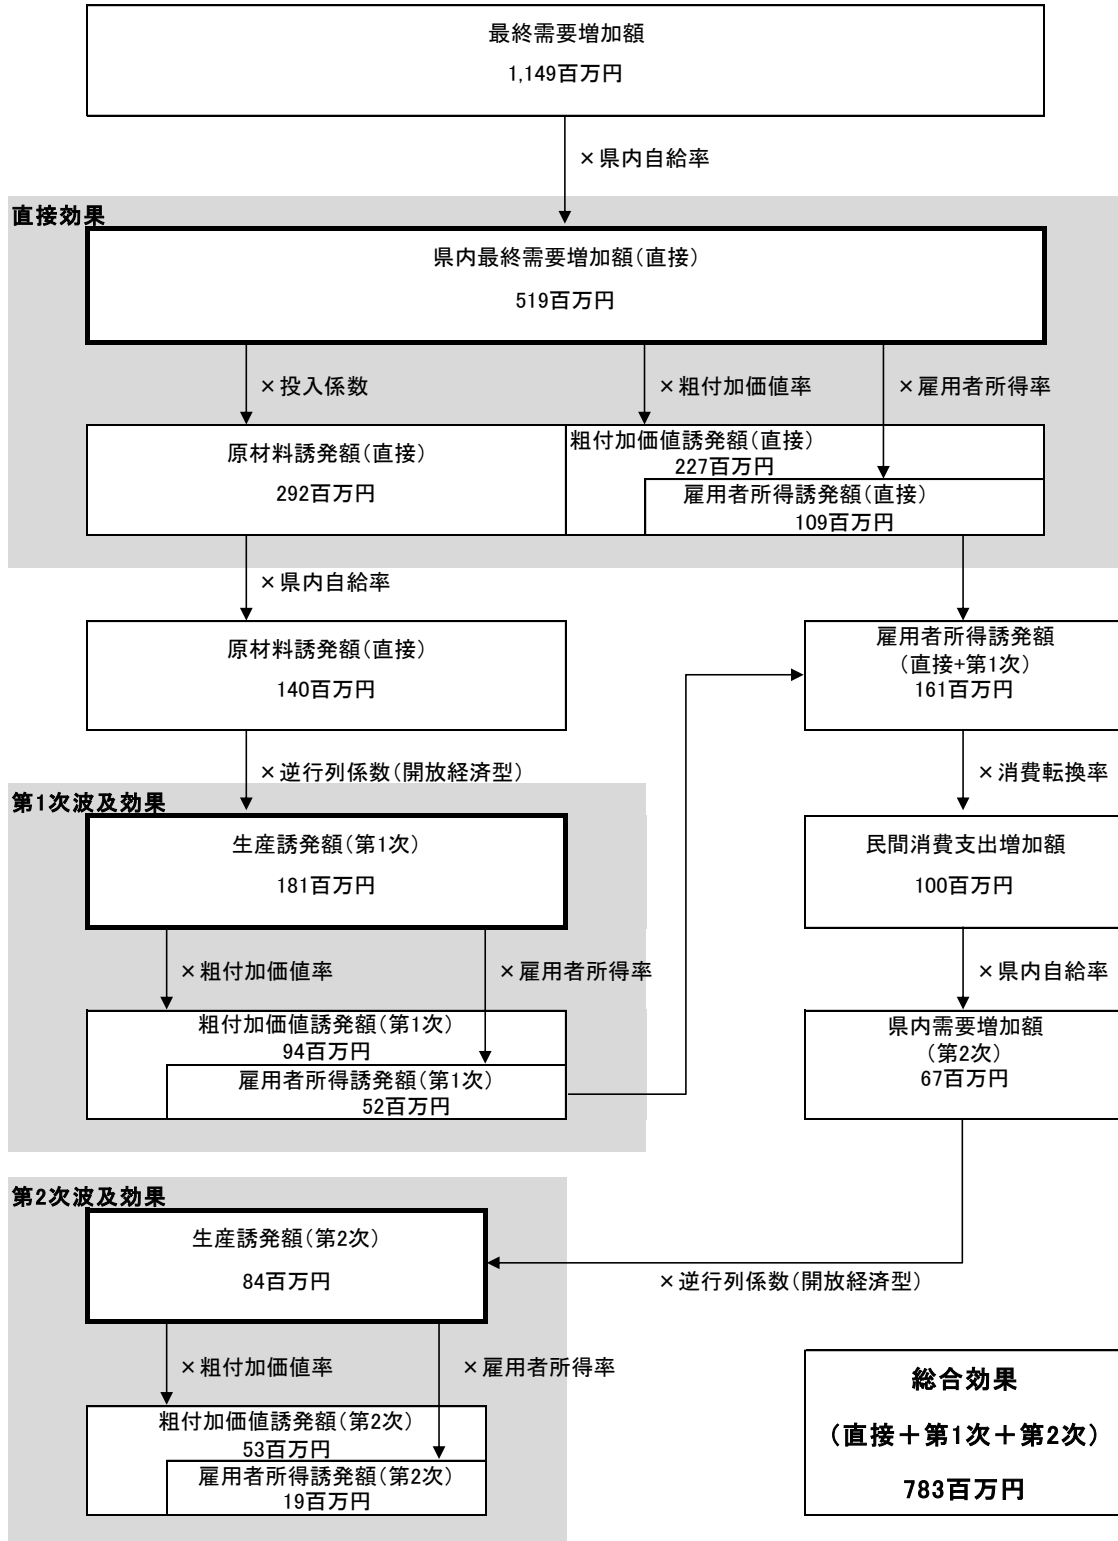 最終需要増加額
1,149百万円
×県内自給率
直接効果
県内最終需要増加額(直接)
519百万円
×投入係数
×粗付加価値率
×雇用者所得率
原材料誘発額(直接)
292百万円
粗付加価値誘発額(直接)
227百万円
雇用者所得誘発額(直接)
109百万円
×県内自給率
原材料誘発額(直接)
140百万円
雇用者所得誘発額
(直接+第1次)
161百万円
×逆行列係数(開放経済型)
×消費転換率
第1次波及効果
生産誘発額(第1次)
181百万円
民間消費支出増加額
100百万円
×粗付加価値率
×雇用者所得率
×県内自給率
粗付加価値誘発額(第1次)
94百万円
雇用者所得誘発額(第1次)
52百万円
県内需要増加額
(第2次)
67百万円
第2次波及効果
生産誘発額(第2次)
84百万円
×逆行列係数(開放経済型)
×粗付加価値率
×雇用者所得率
粗付加価値誘発額(第2次)
53百万円
雇用者所得誘発額(第2次)
19百万円
総合効果
(直接+第1次+第2次)
783百万円